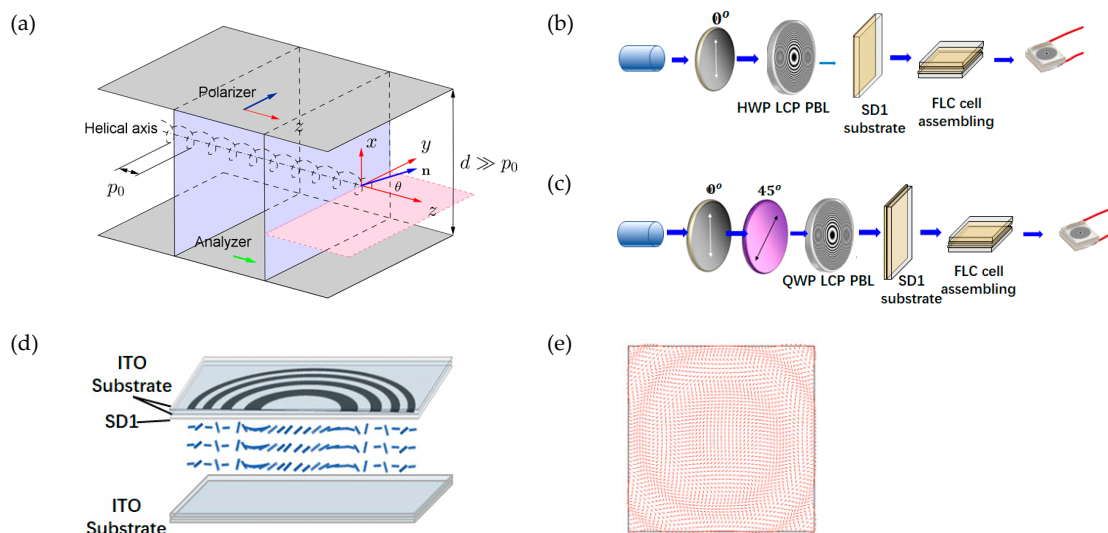 (a)
Polarizer
z
Helical axis
x
y
n
d ≫ p₀
p₀
θ
z
Analyzer
(b)
0°
HWP LCP PBL
SD1
substrate
FLC cell
assembling
(c)
0°
45°
QWP LCP PBL
SD1
substrate
FLC cell
assembling
(d)
ITO
Substrate
SD1
ITO
Substrate
(e)